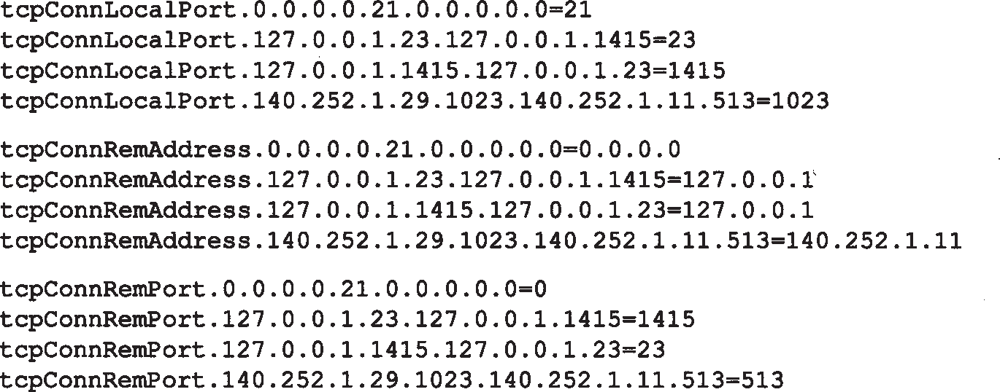 tcpConnLocalPort.0.0.0.0.21.0.0.0.0.0=21
tcpConnLocalPort.127.0.0.1.23.127.0.0.1.1415=23
tcpConnLocalPort.127.0.0.1.1415.127.0.0.1.23=1415
tcpConnLocalPort.140.252.1.29.1023.140.252.1.11.513=1023
tcpConnRemAddress.0.0.0.0.21.0.0.0.0.0=0.0.0.0
tcpConnRemAddress.127.0.0.1.23.127.0.0.1.1415=127.0.0.1
tcpConnRemAddress.127.0.0.1.1415.127.0.0.1.23=127.0.0.1
tcpConnRemAddress.140.252.1.29.1023.140.252.1.11.513=140.252.1.11
tcpConnRemPort.0.0.0.0.21.0.0.0.0.0=0
tcpConnRemPort.127.0.0.1.23.127.0.0.1.1415=1415
tcpConnRemPort.127.0.0.1.1415.127.0.0.1.23=23
tcpConnRemPort.140.252.1.29.1023.140.252.1.11.513=513